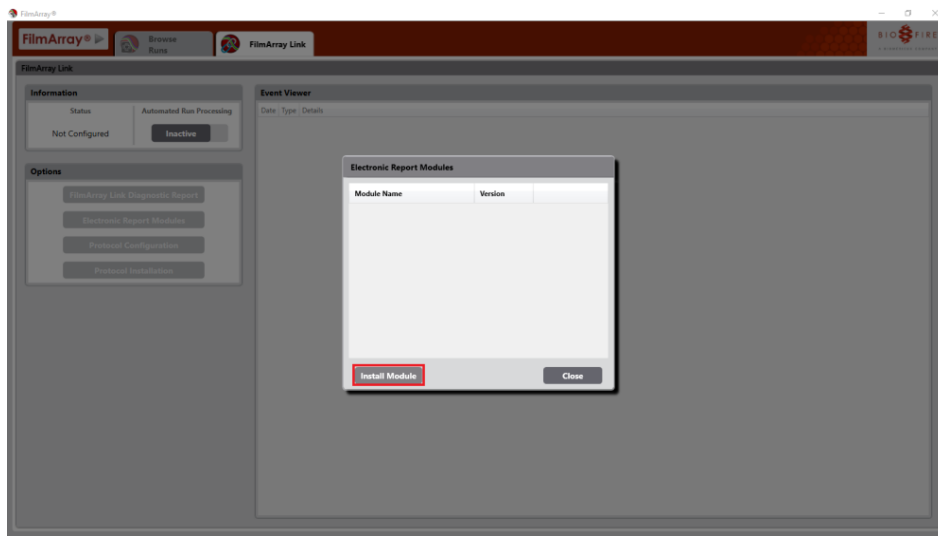 FilmArray®
FilmArray®
Browse
Runs
FilmArray Link
BIO FIRE
FilmArray Link
Information
Status
Automated Run Processing
Not Configured
Inactive
Options
FilmArray Link Diagnostic Report
Electronic Report Modules
Protocol Configuration
Protocol Installation
Event Viewer
Date Type Details
Electronic Report Modules
Module Name Version
Install Module
Close